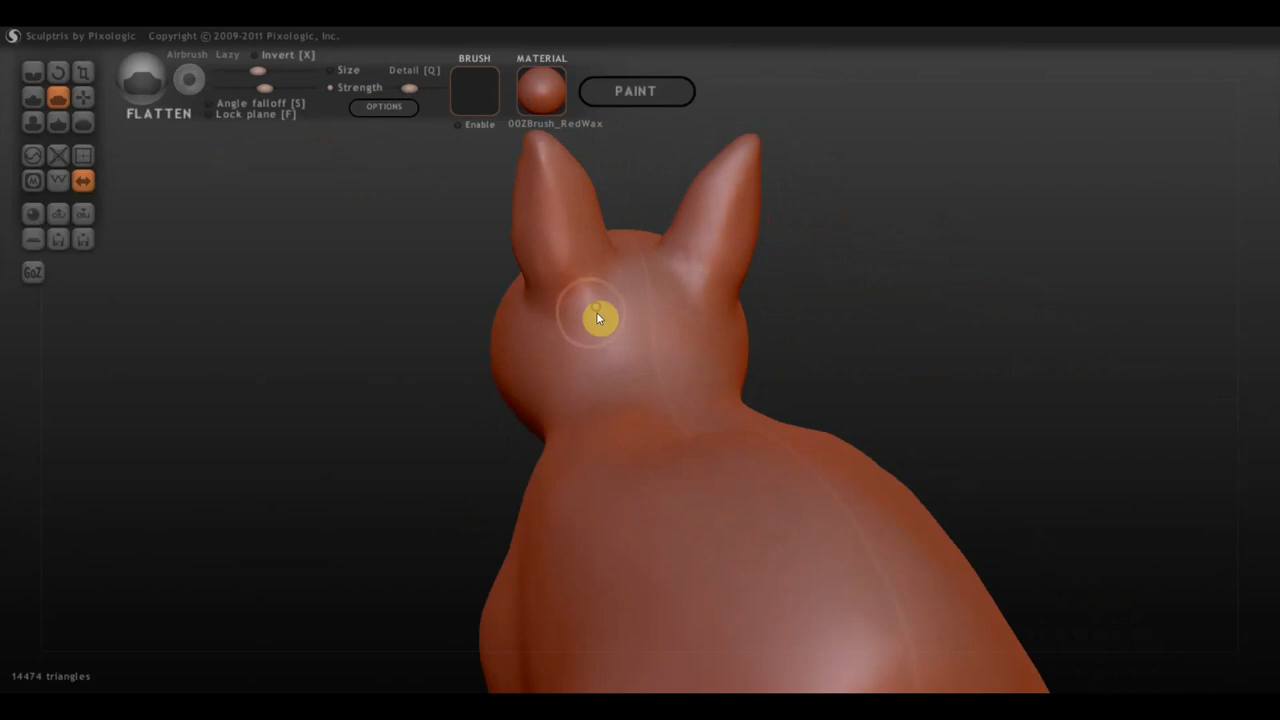 Sculptris by Pixologic Copyright © 2009-2011 Pixologic, Inc.
Airbrush Lazy Invert [X]
Size Detail [Q]
Strength
Angle falloff [S]
Lock plane [F]
OPTIONS
FLATTEN
BRUSH
Enable
MATERIAL
00ZBrush_RedWax
PAINT
GoZ
14474 triangles